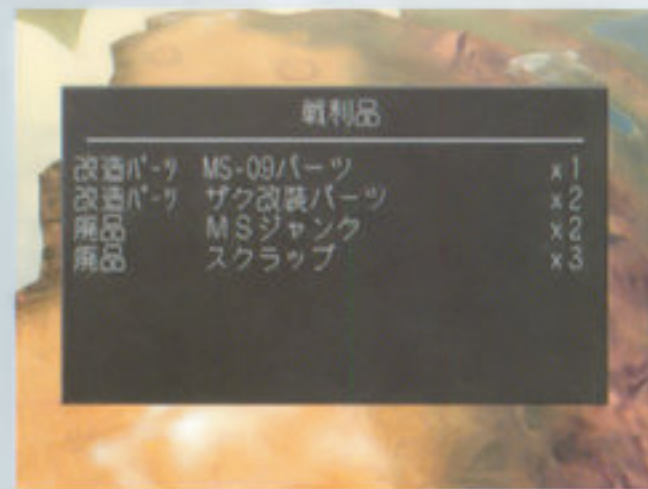 戦利品
改造ﾊﾟｰﾂ MS-09パーツ x1
改造ﾊﾟｰﾂ ザク改装パーツ x2
廃品 MSジャンク x2
廃品 スクラップ x3